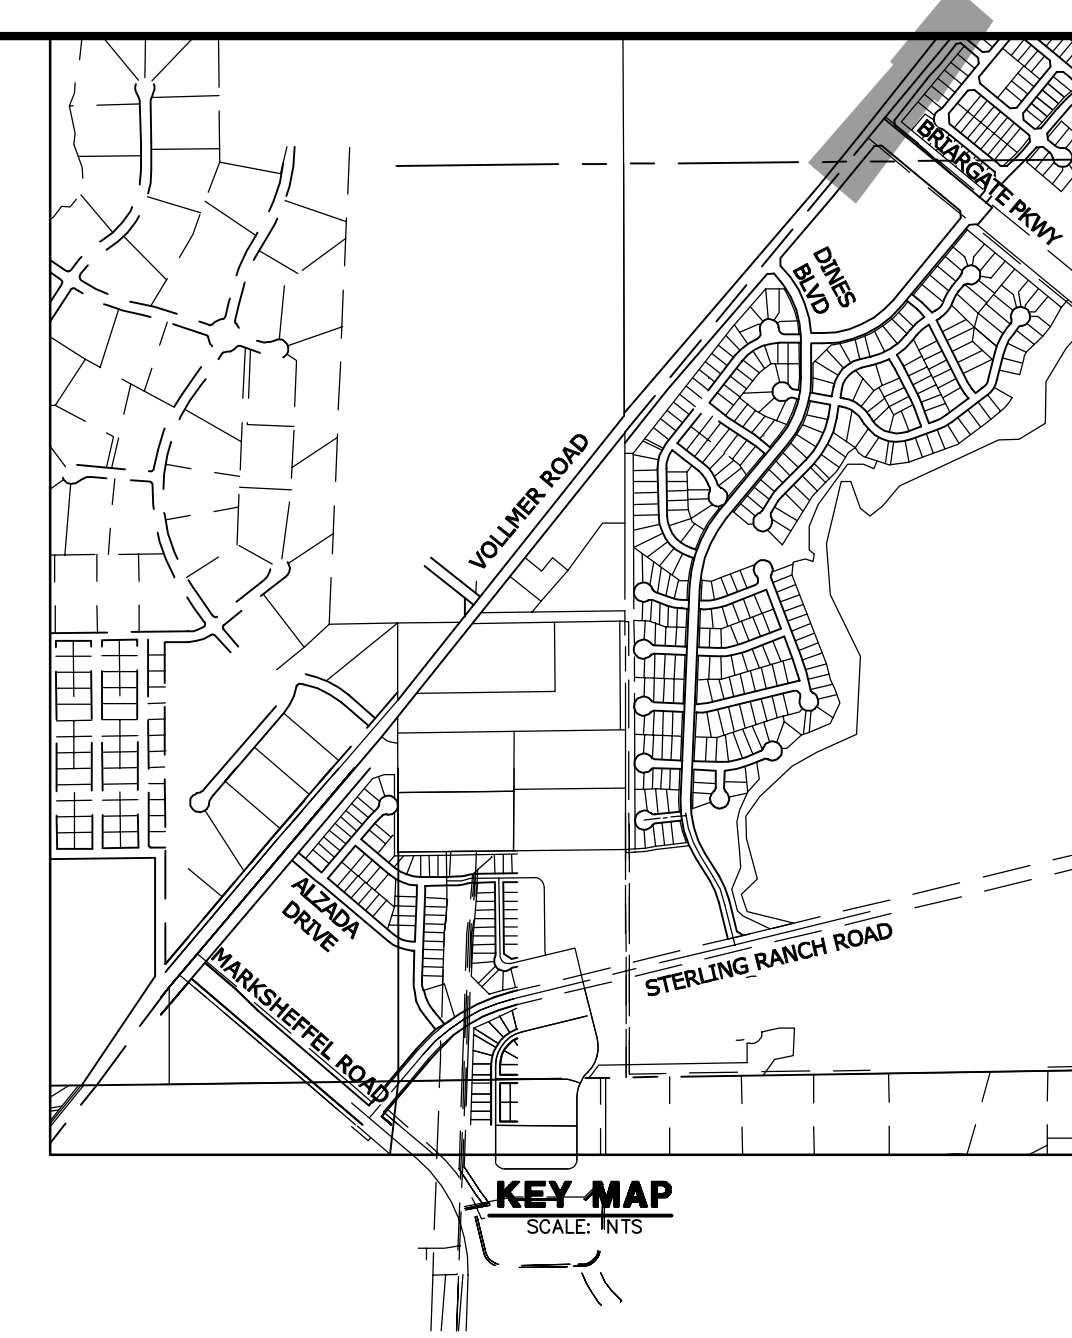 BRIARGATE PKWY
DINES
BLVD
VOLLMER ROAD
ALZADA
DRIVE
MARKSHEFFEL ROAD
STERLING RANCH ROAD
KEY MAP
SCALE: NTS